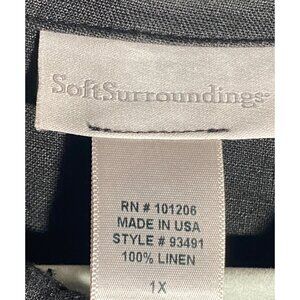 SoftSurroundings
RN # 101206
MADE IN USA
STYLE # 93491
100% LINEN
1X